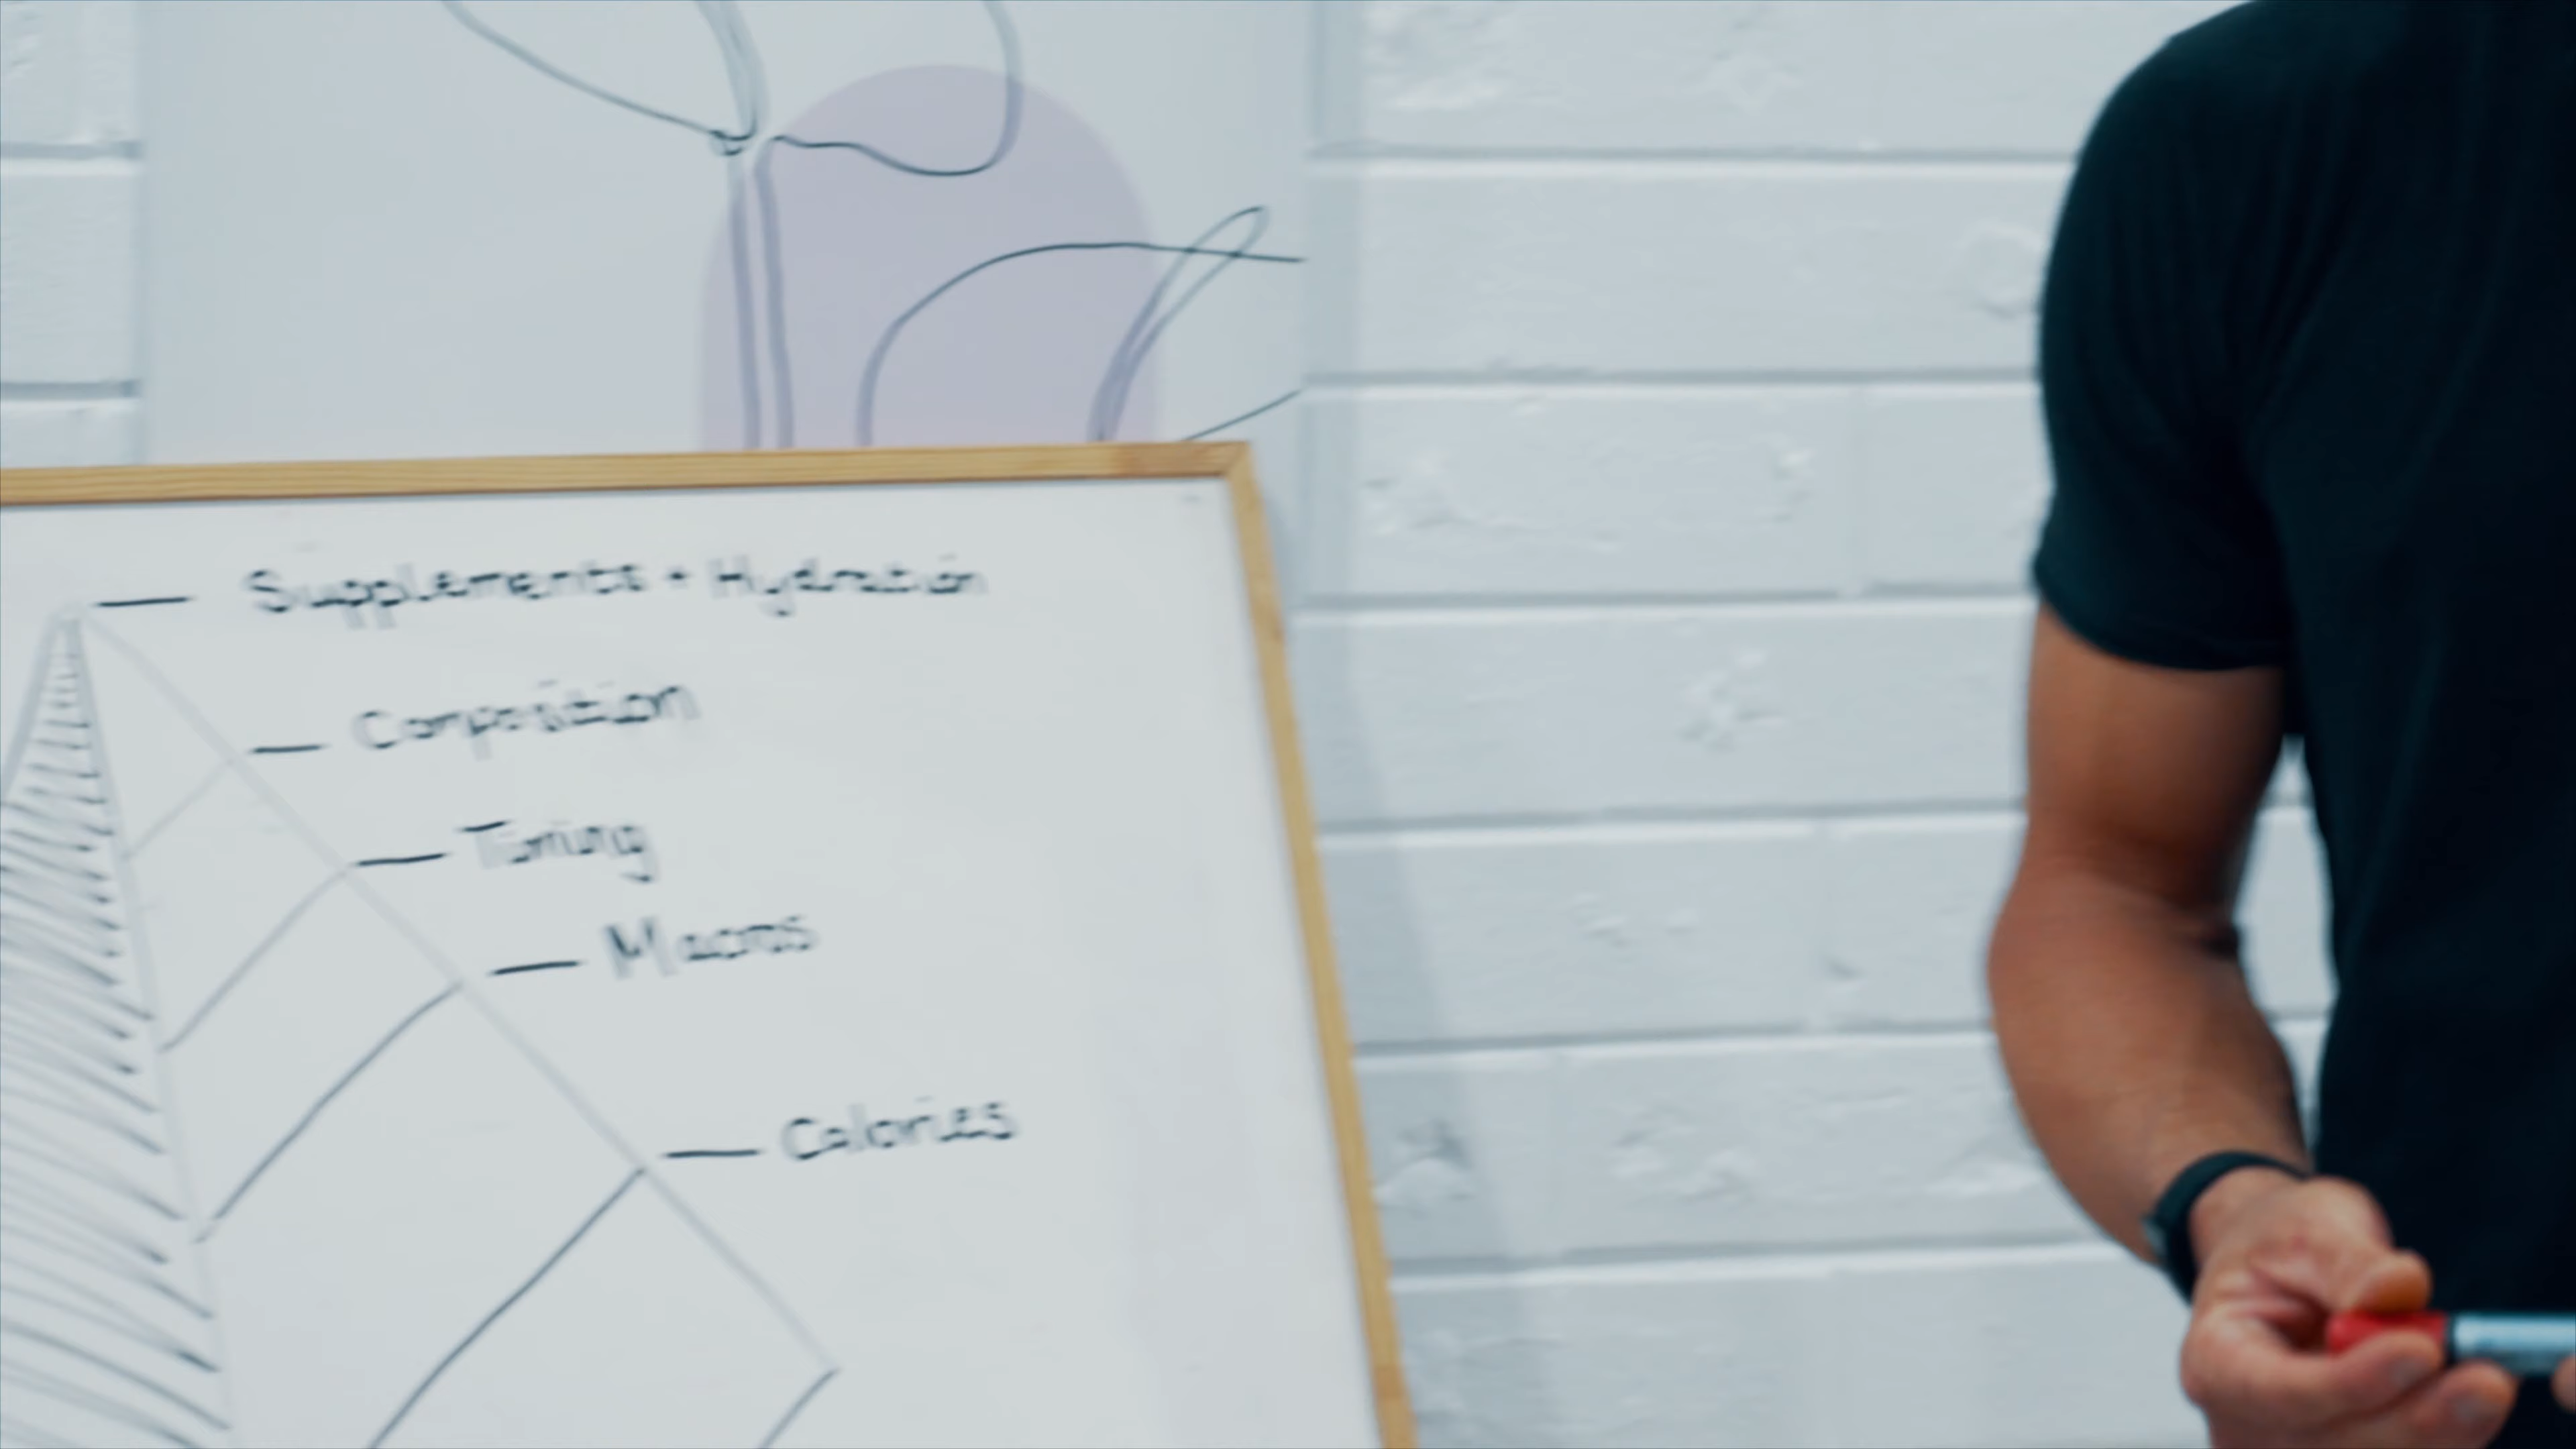 Supplements + Hydration
Composition
Timing
Macros
Calories